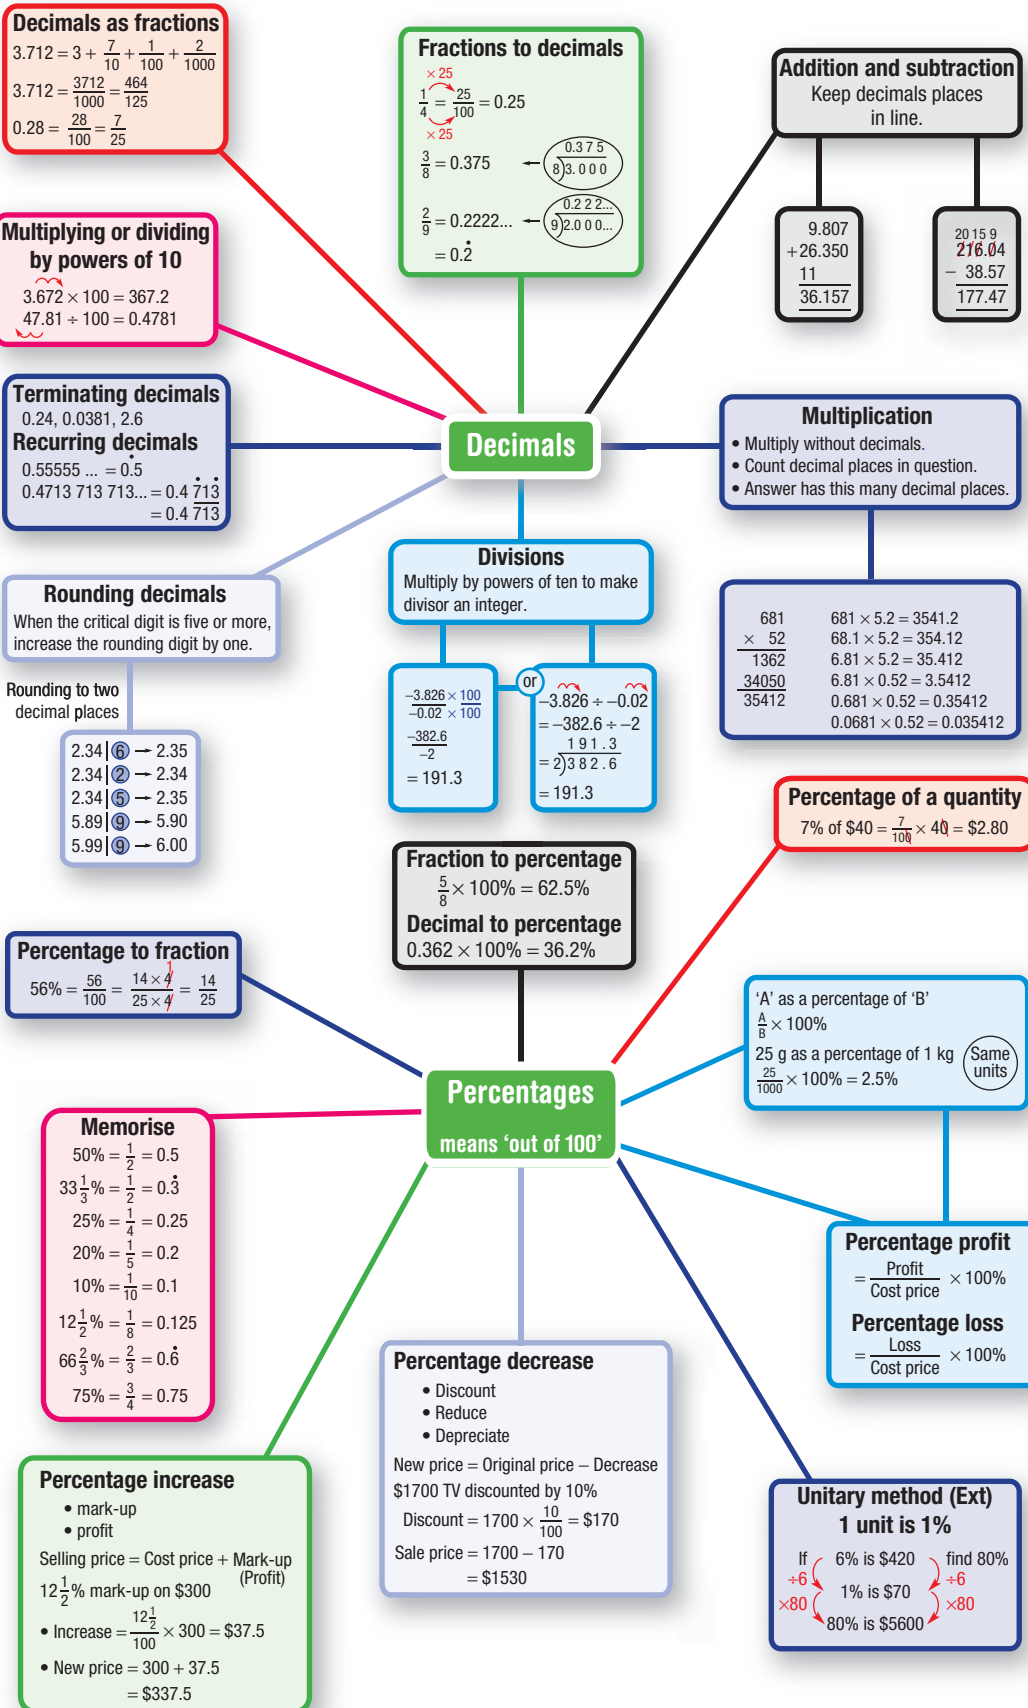 Decimals as fractions
3.712 = 3 + 7/10 + 1/100 + 2/1000
3.712 = 3712/1000 = 464/125
0.28 = 28/100 = 7/25
Fractions to decimals
× 25
1/4 = 25/100 = 0.25
× 25
3/8 = 0.375 ← 0.3 7 5
8)3. 0 0 0
2/9 = 0.2222... ← 0.2 2 2...
9)2.0 0 0...
= 0.2̇
Addition and subtraction
Keep decimals places
in line.
9.807
+26.350
11
36.157
20 15 9
216.04
− 38.57
177.47
Multiplying or dividing
by powers of 10
3.672 × 100 = 367.2
47.81 ÷ 100 = 0.4781
Terminating decimals
0.24, 0.0381, 2.6
Recurring decimals
0.55555 ... = 0.5̇
0.4713 713 713... = 0.4 7̇13̇
= 0.4 7̅1̅3̅
Decimals
Multiplication
• Multiply without decimals.
• Count decimal places in question.
• Answer has this many decimal places.
681
× 52
1362
34050
35412
681 × 5.2 = 3541.2
68.1 × 5.2 = 354.12
6.81 × 5.2 = 35.412
6.81 × 0.52 = 3.5412
0.681 × 0.52 = 0.35412
0.0681 × 0.52 = 0.035412
Rounding decimals
When the critical digit is five or more,
increase the rounding digit by one.
Rounding to two
decimal places
2.34|6 → 2.35
2.34|2 → 2.34
2.34|5 → 2.35
5.89|9 → 5.90
5.99|9 → 6.00
Divisions
Multiply by powers of ten to make
divisor an integer.
−3.826/−0.02 × 100/× 100
−382.6/−2
= 191.3
or
−3.826 ÷ −0.02
= −382.6 ÷ −2
1 9 1 . 3
= 2)3 8 2 . 6
= 191.3
Fraction to percentage
5/8 × 100% = 62.5%
Decimal to percentage
0.362 × 100% = 36.2%
Percentage of a quantity
7% of $40 = 7/100 × 40 = $2.80
Percentage to fraction
1
56% = 56/100 = 14 × 4/25 × 4 = 14/25
'A' as a percentage of 'B'
A/B × 100%
25 g as a percentage of 1 kg
25/1000 × 100% = 2.5%
Same
units
Percentages
means 'out of 100'
Memorise
50% = 1/2 = 0.5
33 1/3% = 1/2 = 0.3̇
25% = 1/4 = 0.25
20% = 1/5 = 0.2
10% = 1/10 = 0.1
12 1/2% = 1/8 = 0.125
66 2/3% = 2/3 = 0.6̇
75% = 3/4 = 0.75
Percentage profit
= Profit/Cost price × 100%
Percentage loss
= Loss/Cost price × 100%
Percentage decrease
• Discount
• Reduce
• Depreciate
New price = Original price − Decrease
$1700 TV discounted by 10%
Discount = 1700 × 10/100 = $170
Sale price = 1700 − 170
= $1530
Percentage increase
• mark-up
• profit
Selling price = Cost price + Mark-up
(Profit)
12 1/2% mark-up on $300
• Increase = 12 1/2/100 × 300 = $37.5
• New price = 300 + 37.5
= $337.5
Unitary method (Ext)
1 unit is 1%
If 6% is $420 find 80%
÷6 ÷6
1% is $70
×80 ×80
80% is $5600